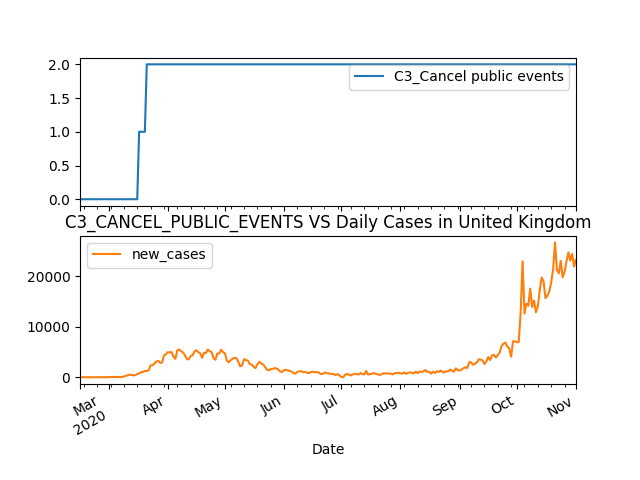 2.0
1.5
1.0
0.5
0.0
C3_Cancel public events
C3_CANCEL_PUBLIC_EVENTS VS Daily Cases in United Kingdom
20000
10000
0
new_cases
Mar
2020
Apr
May
Jun
Jul
Aug
Sep
Oct
Nov
Date